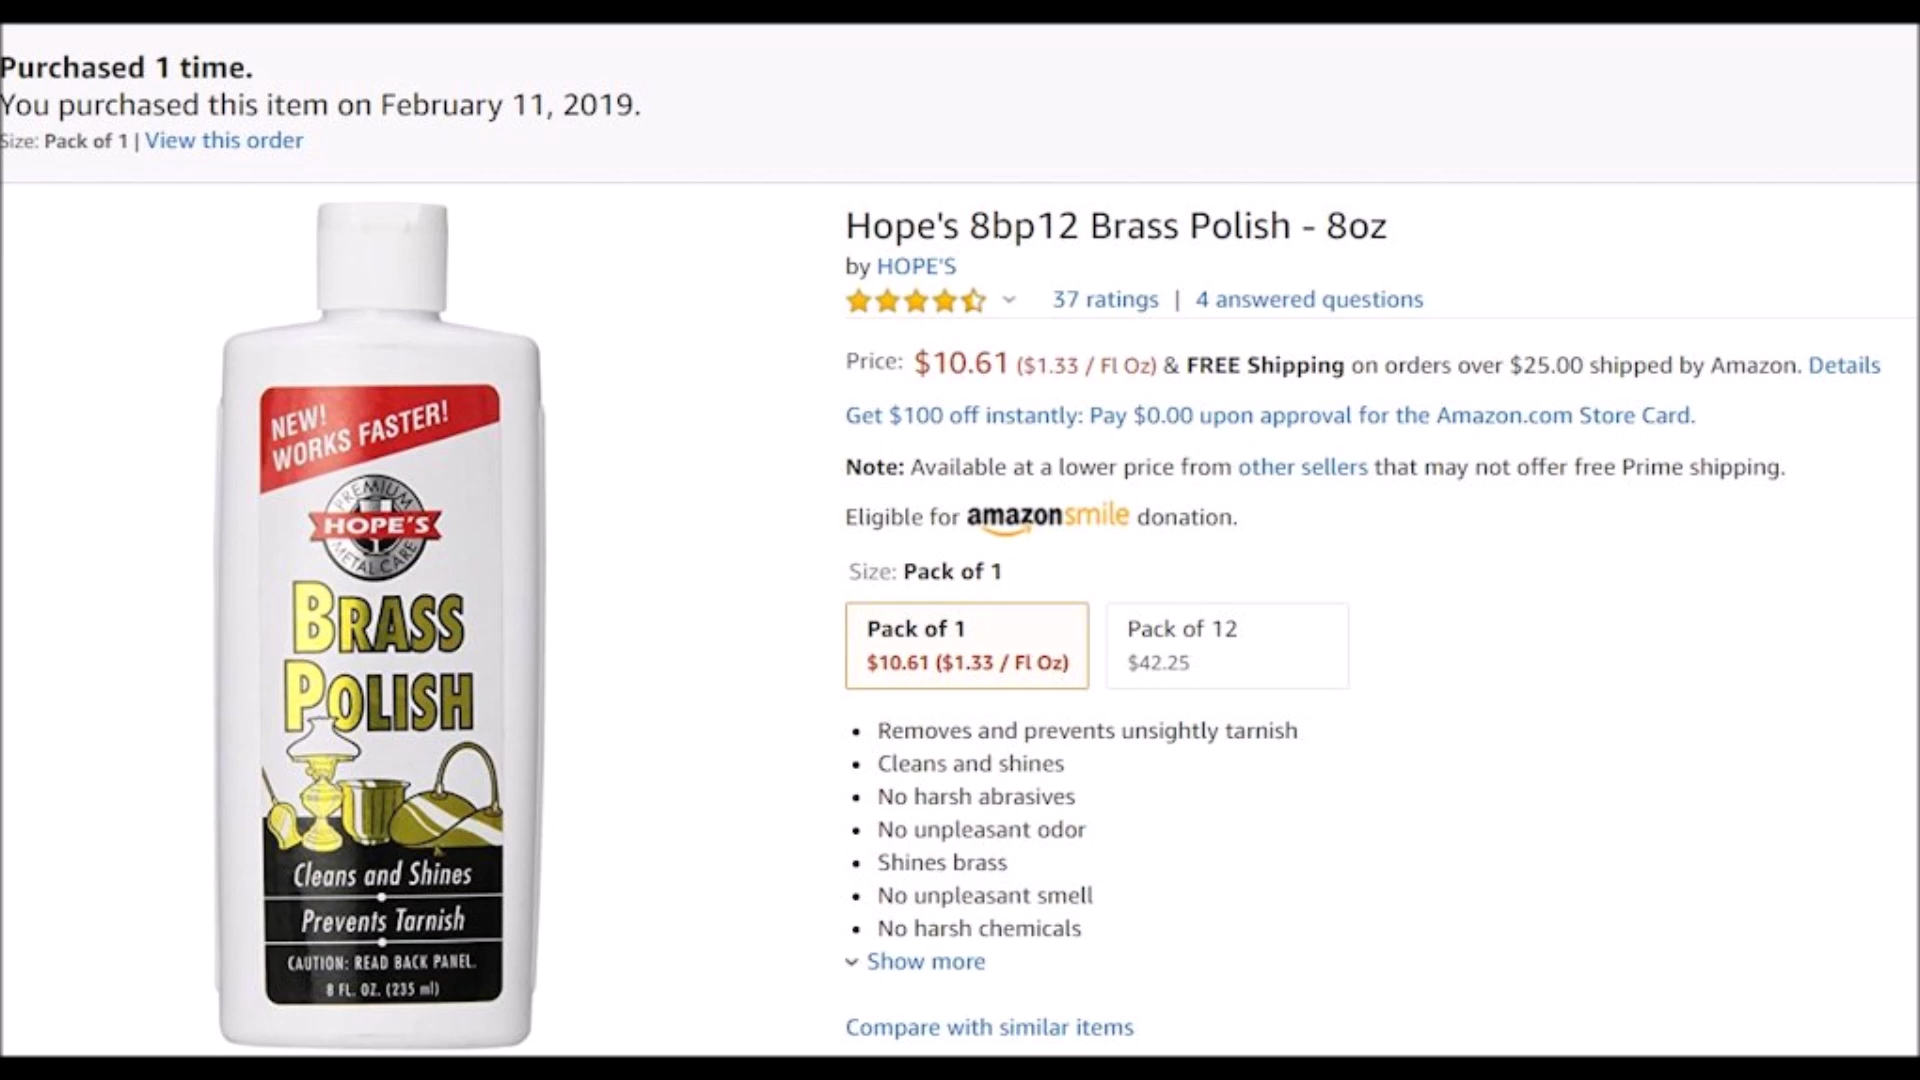 Purchased 1 time.
You purchased this item on February 11, 2019.
Size: Pack of 1 | View this order
NEW!
WORKS FASTER!
PREMIUM
HOPE'S
METAL CARE
BRASS
POLISH
Cleans and Shines
Prevents Tarnish
CAUTION: READ BACK PANEL.
8 FL. OZ. (235 ml)
Hope's 8bp12 Brass Polish - 8oz
by HOPE'S
37 ratings | 4 answered questions
Price: $10.61 ($1.33 / Fl Oz) & FREE Shipping on orders over $25.00 shipped by Amazon. Details
Get $100 off instantly: Pay $0.00 upon approval for the Amazon.com Store Card.
Note: Available at a lower price from other sellers that may not offer free Prime shipping.
Eligible for amazonsmile donation.
Size: Pack of 1
Pack of 1
$10.61 ($1.33 / Fl Oz)
Pack of 12
$42.25
• Removes and prevents unsightly tarnish
• Cleans and shines
• No harsh abrasives
• No unpleasant odor
• Shines brass
• No unpleasant smell
• No harsh chemicals
Show more
Compare with similar items